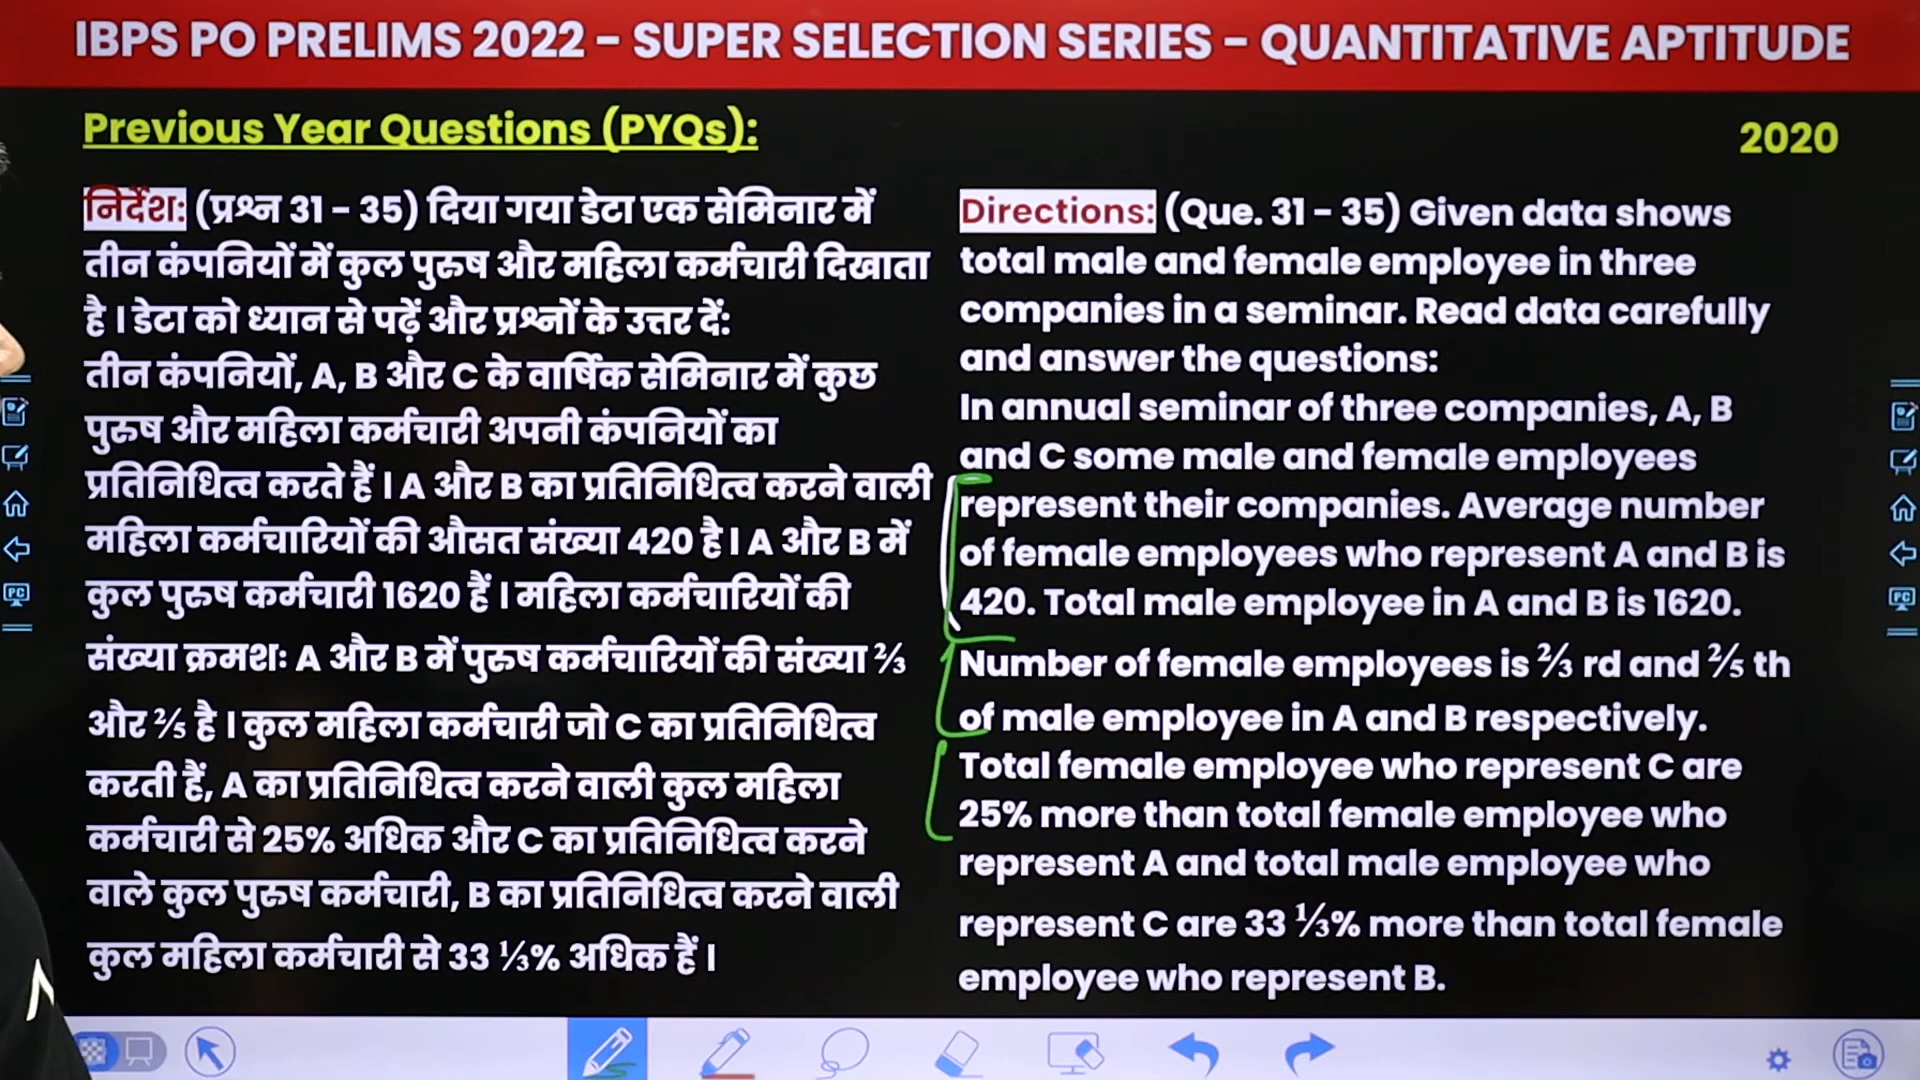 IBPS PO PRELIMS 2022 - SUPER SELECTION SERIES - QUANTITATIVE APTITUDE
Previous Year Questions (PYQs):
2020
निर्देश: (प्रश्न 31 - 35) दिया गया डेटा एक सेमिनार में
तीन कंपनियों में कुल पुरुष और महिला कर्मचारी दिखाता
है । डेटा को ध्यान से पढ़ें और प्रश्नों के उत्तर दें:
तीन कंपनियों, A, B और C के वार्षिक सेमिनार में कुछ
पुरुष और महिला कर्मचारी अपनी कंपनियों का
प्रतिनिधित्व करते हैं । A और B का प्रतिनिधित्व करने वाली
महिला कर्मचारियों की औसत संख्या 420 है । A और B में
कुल पुरुष कर्मचारी 1620 हैं । महिला कर्मचारियों की
संख्या क्रमशः A और B में पुरुष कर्मचारियों की संख्या ⅔
और ⅖ है । कुल महिला कर्मचारी जो C का प्रतिनिधित्व
करती हैं, A का प्रतिनिधित्व करने वाली कुल महिला
कर्मचारी से 25% अधिक और C का प्रतिनिधित्व करने
वाले कुल पुरुष कर्मचारी, B का प्रतिनिधित्व करने वाली
कुल महिला कर्मचारी से 33 ⅓% अधिक हैं ।
Directions: (Que. 31 - 35) Given data shows
total male and female employee in three
companies in a seminar. Read data carefully
and answer the questions:
In annual seminar of three companies, A, B
and C some male and female employees
represent their companies. Average number
of female employees who represent A and B is
420. Total male employee in A and B is 1620.
Number of female employees is ⅔ rd and ⅖ th
of male employee in A and B respectively.
Total female employee who represent C are
25% more than total female employee who
represent A and total male employee who
represent C are 33 ⅓% more than total female
employee who represent B.
PC
PC